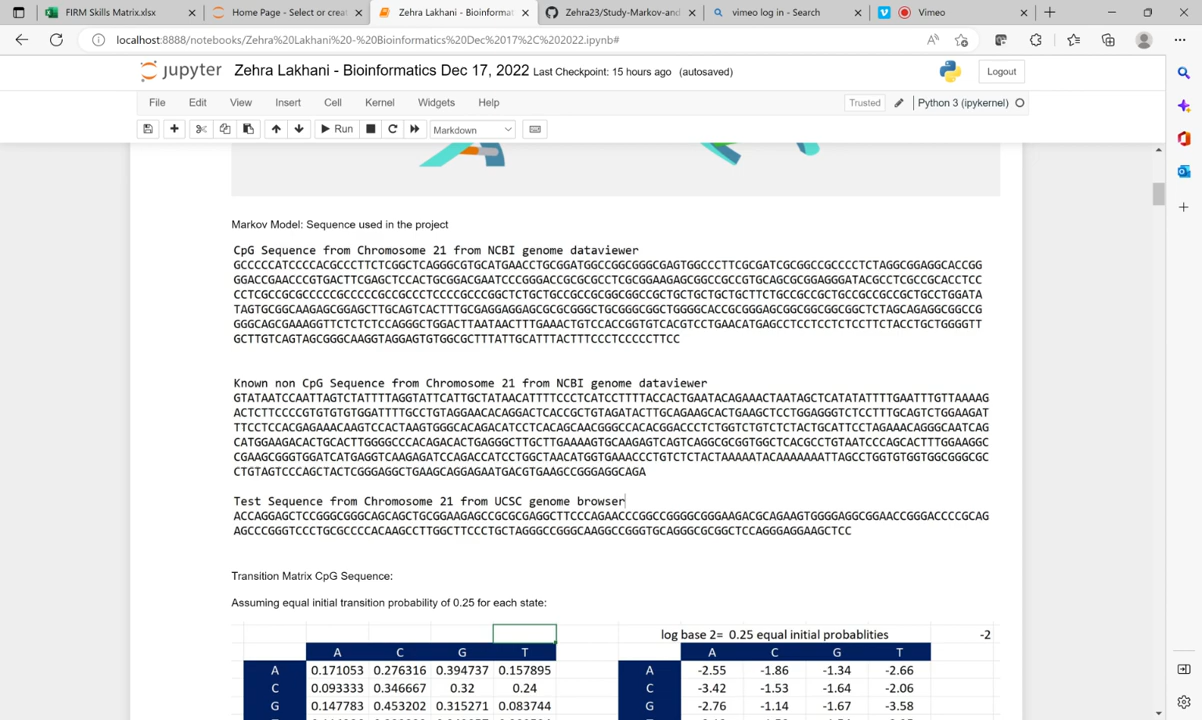 FIRM Skills Matrix.xlsx
Home Page - Select or creat
Zehra Lakhani - Bioinformat
Zehra23/Study-Markov-and
vimeo log in - Search
Vimeo
localhost:8888/notebooks/Zehra%20Lakhani%20-%20Bioinformatics%20Dec%2017%2C%202022.ipynb#
jupyter Zehra Lakhani - Bioinformatics Dec 17, 2022 Last Checkpoint: 15 hours ago (autosaved)
Logout
File Edit View Insert Cell Kernel Widgets Help
Trusted Python 3 (ipykernel)
Run Markdown
Markov Model: Sequence used in the project
CpG Sequence from Chromosome 21 from NCBI genome dataviewer
GCCCCCATCCCCACGCCCTTCTCGGCTCAGGGCGTGCATGAACCTGCGGATGGCCGGCGGGCGAGTGGCCCTTCGCGATCGCGGCCGCCCCTCTAGGCGGAGGCACCGG
GGACCGAACCCGTGACTTCGAGCTCCACTGCGGACGAATCCCGGGACCGCGCGCCTCGCGGAAGAGCGGCCGCCGTGCAGCGCGGAGGGATACGCCTCGCCGCACCTCC
CCCTCGCCGCGCCCCCGCCCCCGCCGCCCTCCCCGCCCGGCTCTGCTGCCGCCGCGGCGGCCGCTGCTGCTGCTGCTTCTGCCGCCGCTGCCGCCGCCGCTGCCTGGATA
TAGTGCGGCAAGAGCGGAGCTTGCAGTCACTTTGCGAGGAGGAGCGCGCGGGCTGCGGGCGGCTGGGGCACCGCGGGAGCGGCGGCGGCGGCTCTAGCAGAGGCGGCCG
GGGCAGCGAAAGGTTCTCTCTCCAGGGCTGGACTTAATAACTTTGAAACTGTCCACCGGTGTCACGTCCTGAACATGAGCCTCCTCCTCTCCTTCTACCTGCTGGGGTT
GCTTGTCAGTAGCGGGCAAGGTAGGAGTGTGGCGCTTTATTGCATTTACTTTCCCTCCCCCTTCC
Known non CpG Sequence from Chromosome 21 from NCBI genome dataviewer
GTATAATCCAATTAGTCTATTTTAGGTATTCATTGCTATAACATTTTCCCTCATCCTTTTACCACTGAATACAGAAACTAATAGCTCATATATTTTGAATTTGTTAAAAG
ACTCTTCCCCGTGTGTGTGGATTTTGCCTGTAGGAACACAGGACTCACCGCTGTAGATACTTGCAGAAGCACTGAAGCTCCTGGAGGGTCTCCTTTGCAGTCTGGAAGAT
TTCCTCCACGAGAAACAAGTCCACTAAGTGGGCACAGACATCCTCACAGCAACGGGCACCACGGACCCTCTGGTCTGTCTCTACTGCATTCCTAGAAACAGGGCAATCAG
CATGGAAGACACTGCACTTGGGGCCCACAGACACTGAGGGCTTGCTTGAAAAGTGCAAGAGTCAGTCAGGCGCGGTGGCTCACGCCTGTAATCCCAGCACTTTGGAAGGC
CGAAGCGGGTGGATCATGAGGTCAAGAGATCCAGACCATCCTGGCTAACATGGTGAAACCCTGTCTCTACTAAAAATACAAAAAAATTAGCCTGGTGTGGTGGCGGGCGC
CTGTAGTCCCAGCTACTCGGGAGGCTGAAGCAGGAGAATGACGTGAAGCCGGGAGGCAGA
Test Sequence from Chromosome 21 from UCSC genome browser
ACCAGGAGCTCCGGGCGGGCAGCAGCTGCGGAAGAGCCGCGCGAGGCTTCCCAGAACCCGGCCGGGGCGGGAAGACGCAGAAGTGGGGAGGCGGAACCGGGACCCCGCAG
AGCCCGGGTCCCTGCGCCCCACAAGCCTTGGCTTCCCTGCTAGGGCCGGGCAAGGCCGGGTGCAGGGCGCGGCTCCAGGGAGGAAGCTCC
Transition Matrix CpG Sequence:
Assuming equal initial transition probability of 0.25 for each state:
log base 2= 0.25 equal initial probablities -2
A C G T A C G T
A 0.171053 0.276316 0.394737 0.157895 A -2.55 -1.86 -1.34 -2.66
C 0.093333 0.346667 0.32 0.24 C -3.42 -1.53 -1.64 -2.06
G 0.147783 0.453202 0.315271 0.083744 G -2.76 -1.14 -1.67 -3.58